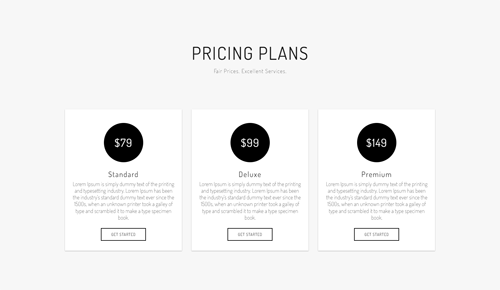 PRICING PLANS
Fair Prices. Excellent Services.
$79
Standard
Lorem Ipsum is simply dummy text of the printing
and typesetting industry. Lorem Ipsum has been
the industry's standard dummy text ever since the
1500s, when an unknown printer took a galley of
type and scrambled it to make a type specimen
book.
GET STARTED
$99
Deluxe
Lorem Ipsum is simply dummy text of the printing
and typesetting industry. Lorem Ipsum has been
the industry's standard dummy text ever since the
1500s, when an unknown printer took a galley of
type and scrambled it to make a type specimen
book.
GET STARTED
$149
Premium
Lorem Ipsum is simply dummy text of the printing
and typesetting industry. Lorem Ipsum has been
the industry's standard dummy text ever since the
1500s, when an unknown printer took a galley of
type and scrambled it to make a type specimen
book.
GET STARTED